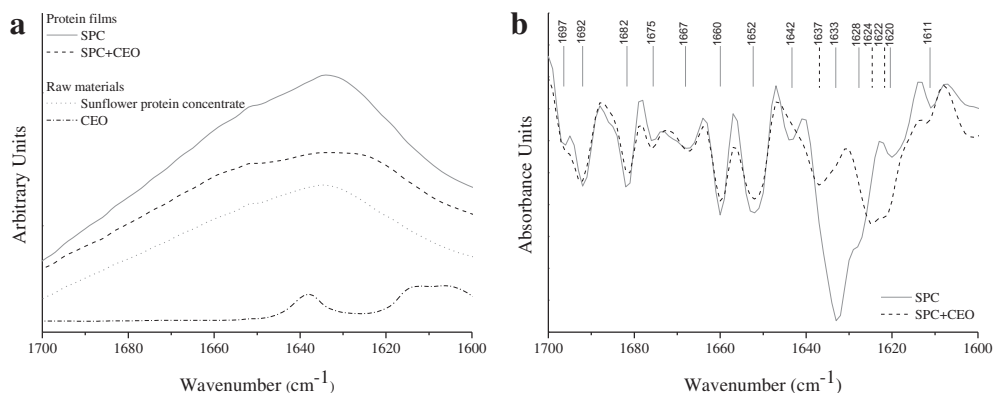 a
Protein films
SPC
SPC+CEO
Raw materials
Sunflower protein concentrate
CEO
Arbitrary Units
1700 1680 1660 1640 1620 1600
Wavenumber (cm-1)
b
1697 1692 1682 1675 1667 1660 1652 1642 1637 1633 1628 1624 1622 1620 1611
Absorbance Units
SPC
SPC+CEO
1700 1680 1660 1640 1620 1600
Wavenumber (cm-1)